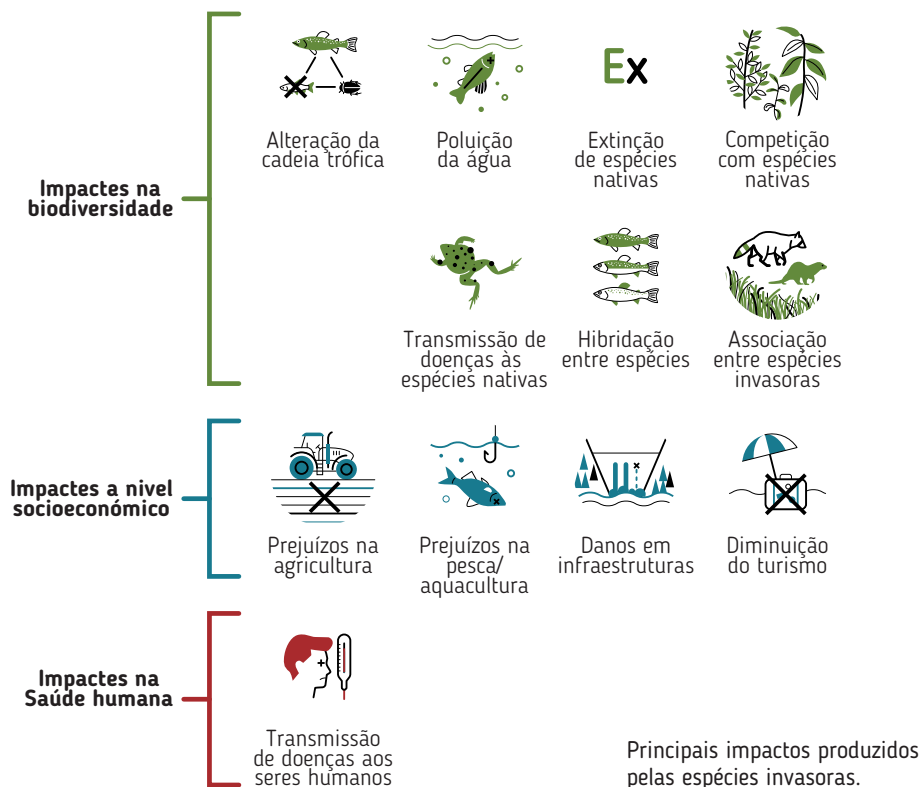 Ex
Alteração da
cadeia trófica
Poluição
da água
Extinção
de espécies
nativas
Competição
com espécies
nativas
Impactes na
biodiversidade
Transmissão de
doenças às
espécies nativas
Hibridação
entre espécies
Associação
entre espécies
invasoras
Impactes a nivel
socioeconómico
Prejuízos na
agricultura
Prejuízos na
pesca/
aquacultura
Danos em
infraestruturas
Diminuição
do turismo
Impactes na
Saúde humana
Transmissão
de doenças aos
seres humanos
Principais impactos produzidos
pelas espécies invasoras.